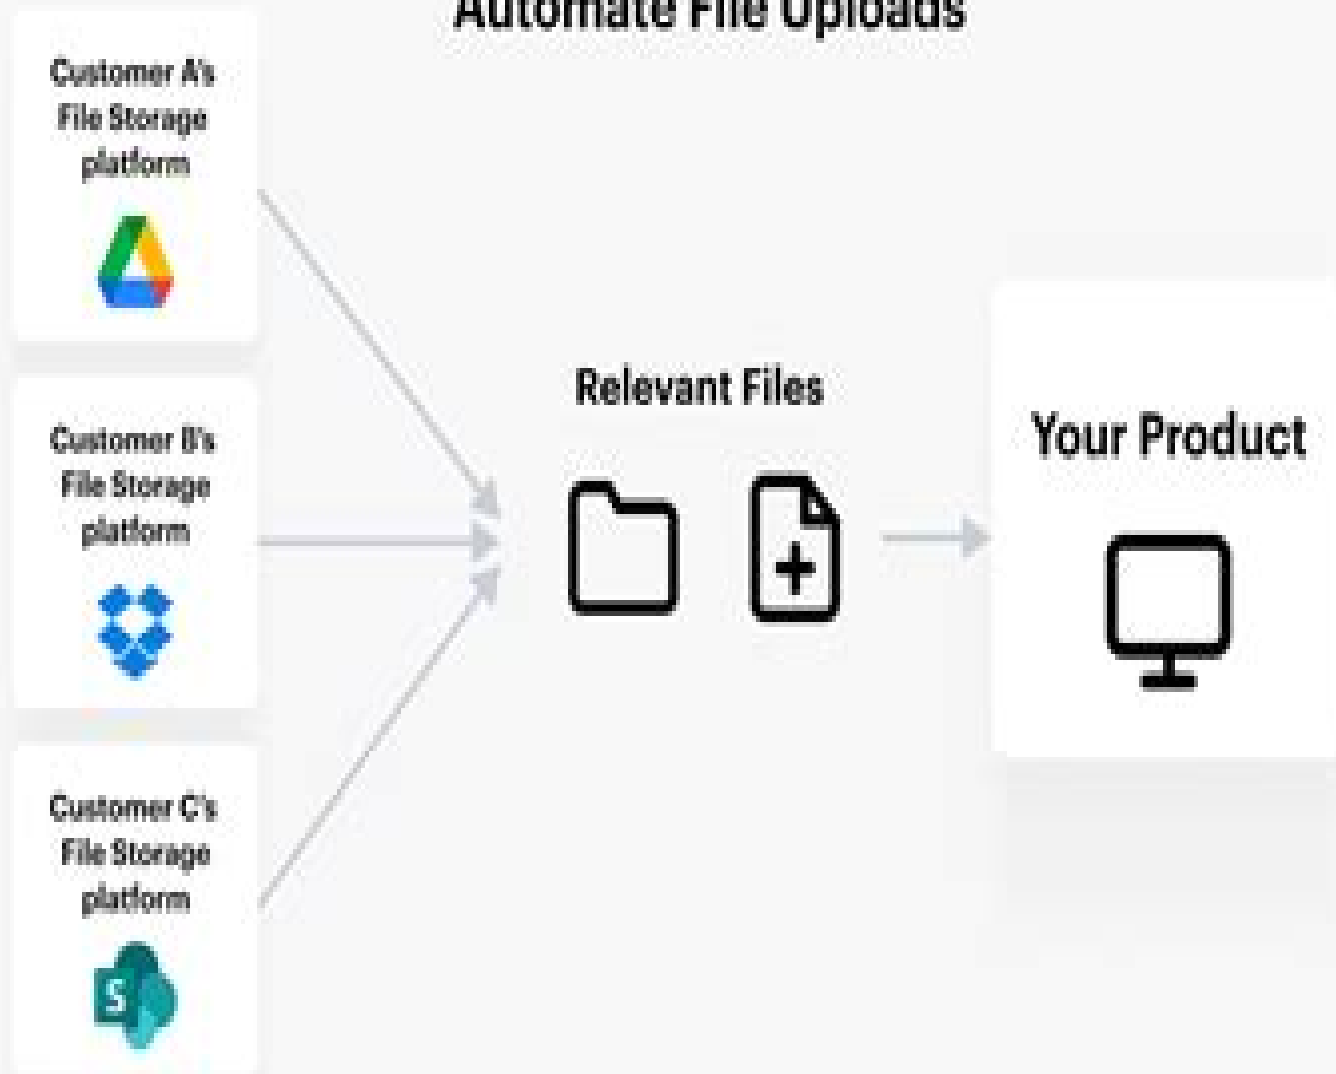 Automate File Uploads
Customer A's
File Storage
platform
Customer B's
File Storage
platform
Customer C's
File Storage
platform
S
Relevant Files
Your Product